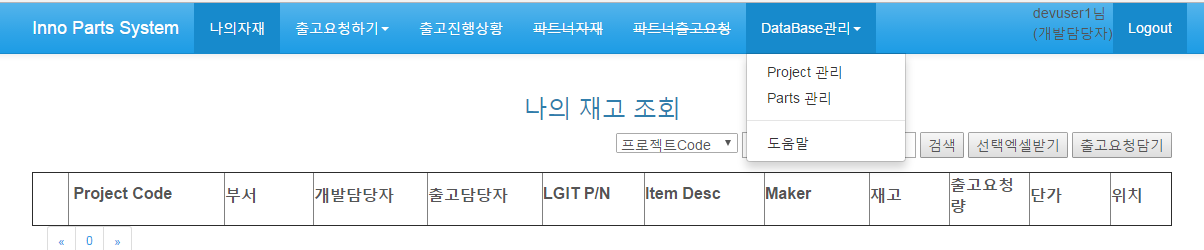 Inno Parts System 나의자재 출고요청하기 출고진행상황 파트너자재 파트너출고요청 DataBase관리 devuser1님 (개발담당자) Logout
Project 관리
Parts 관리
도움말
나의 재고 조회
프로젝트Code 검색 선택엑셀받기 출고요청담기
Project Code 부서 개발담당자 출고담당자 LGIT P/N Item Desc Maker 재고 출고요청량 단가 위치
« 0 »